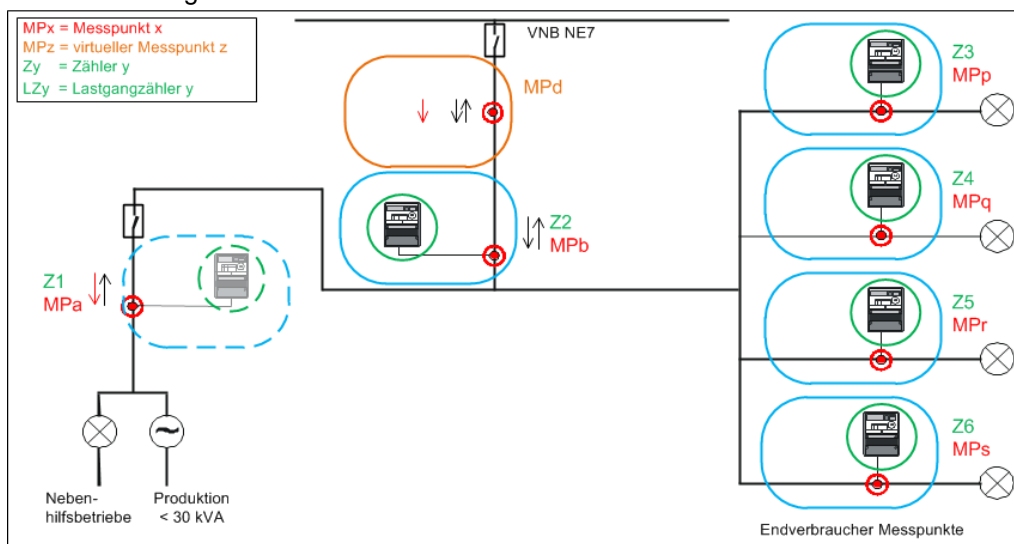 MPx = Messpunkt x
MPz = virtueller Messpunkt z
Zy = Zähler y
LZy = Lastgangzähler y
VNB NE7
MPd
Z1
MPa
Z2
MPb
Z3
MPp
Z4
MPq
Z5
MPr
Z6
MPs
Neben-
hilfsbetriebe
Produktion
< 30 kVA
Endverbraucher Messpunkte